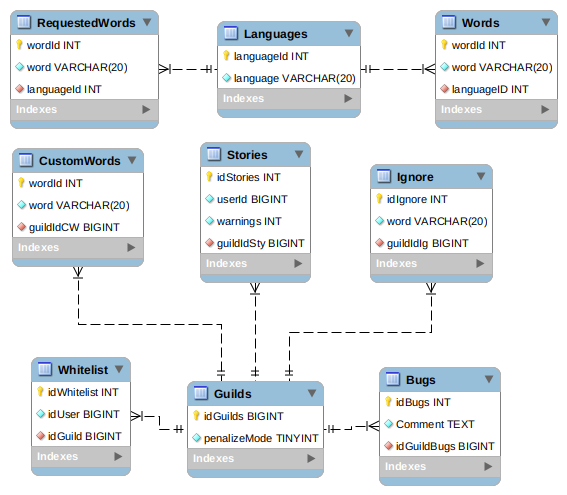 RequestedWords
wordId INT
word VARCHAR(20)
languageId INT
Indexes
Languages
languageId INT
language VARCHAR(20)
Indexes
Words
wordId INT
word VARCHAR(20)
languageID INT
Indexes
CustomWords
wordId INT
word VARCHAR(20)
guildIdCW BIGINT
Indexes
Stories
idStories INT
userId BIGINT
warnings INT
guildIdSty BIGINT
Indexes
Ignore
idIgnore INT
word VARCHAR(20)
guildIdIg BIGINT
Indexes
Whitelist
idWhitelist INT
idUser BIGINT
idGuild BIGINT
Indexes
Guilds
idGuilds BIGINT
penalizeMode TINYINT
Indexes
Bugs
idBugs INT
Comment TEXT
idGuildBugs BIGINT
Indexes